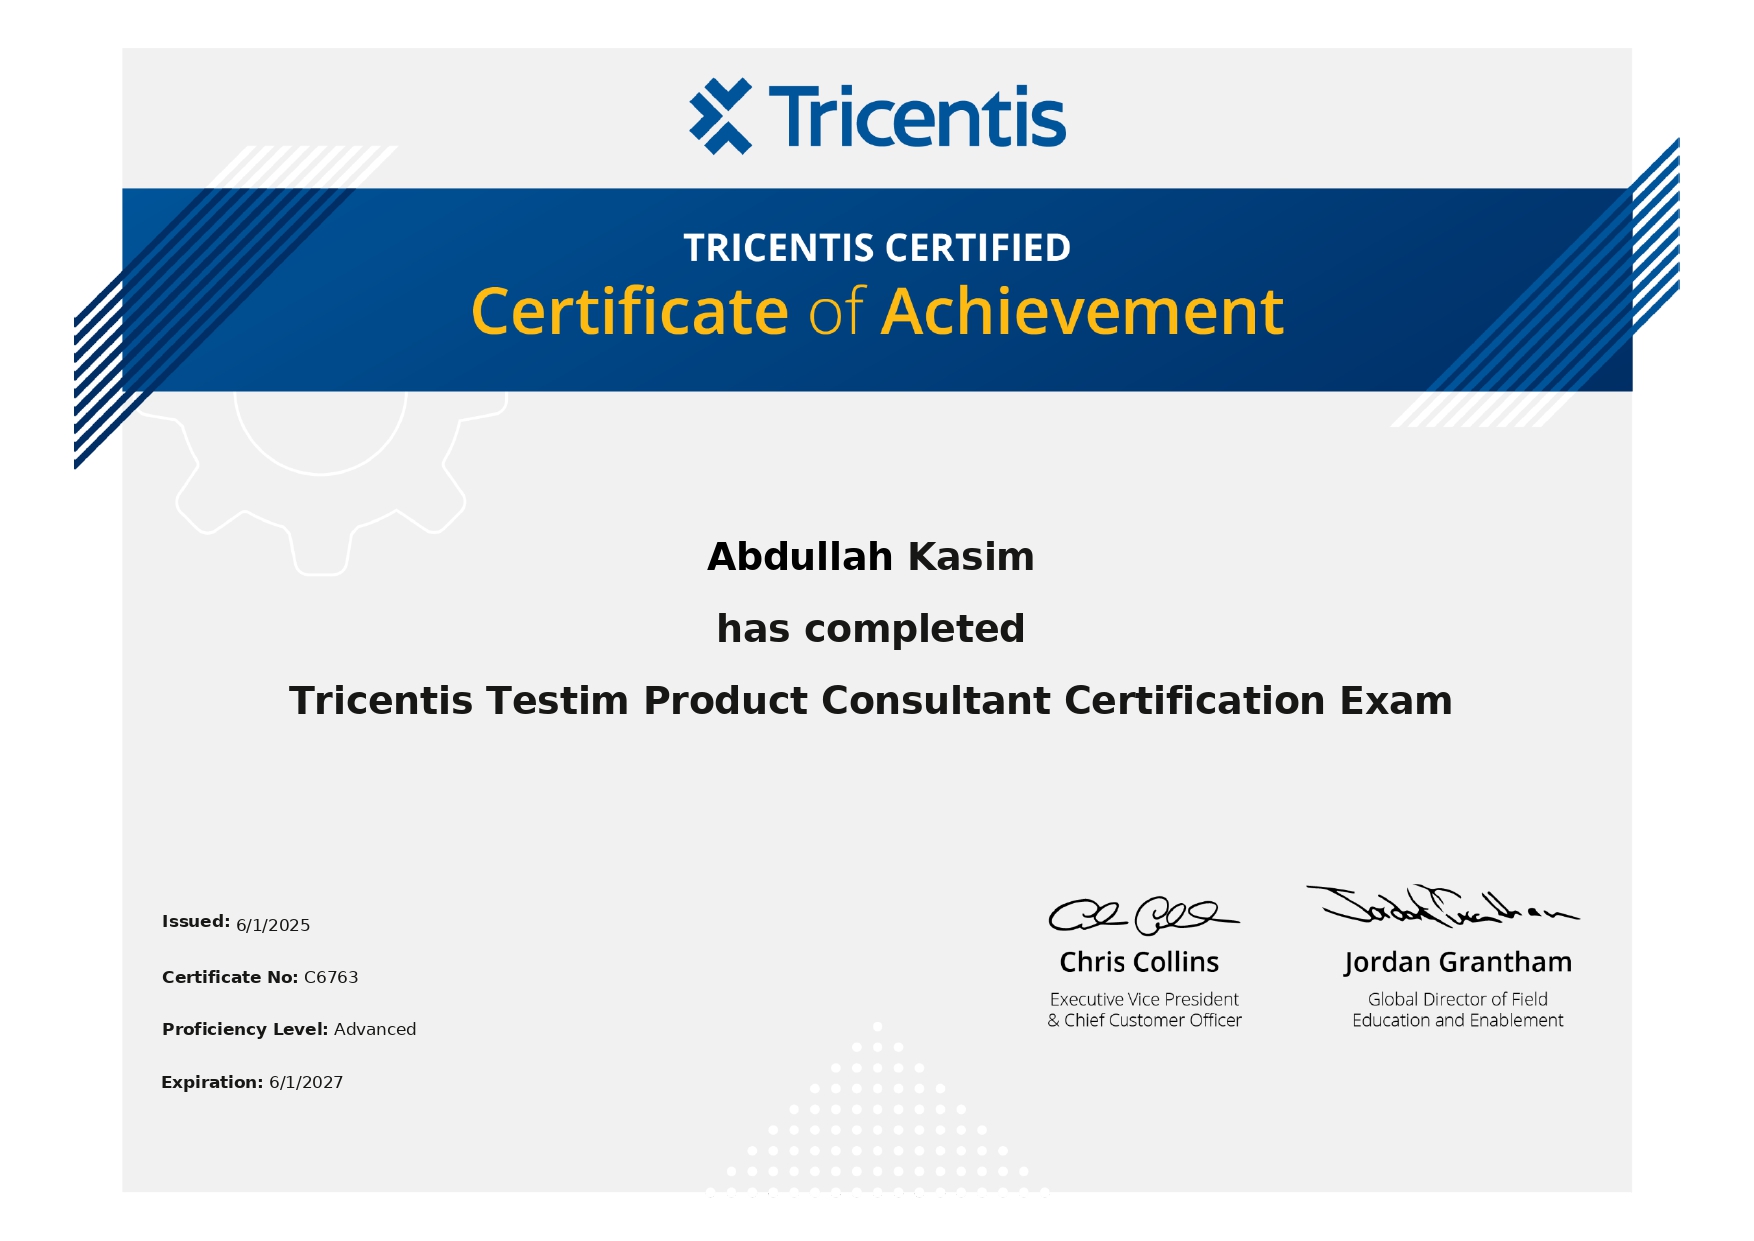 Tricentis
TRICENTIS CERTIFIED
Certificate of Achievement
Abdullah Kasim
has completed
Tricentis Testim Product Consultant Certification Exam
Issued: 6/1/2025
Certificate No: C6763
Proficiency Level: Advanced
Expiration: 6/1/2027
Chris Collins
Executive Vice President
& Chief Customer Officer
Jordan Grantham
Global Director of Field
Education and Enablement